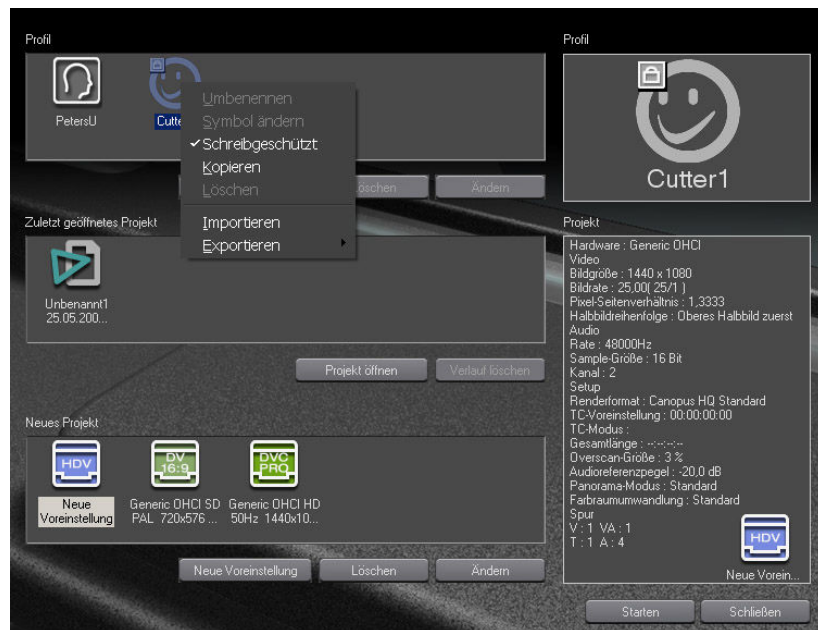 Profil
PetersU
Cutte
Umbenennen
Symbol ändern
Schreibgeschützt
Kopieren
Löschen
Importieren
Exportieren
Löschen
Ändern
Zuletzt geöffnetes Projekt
Unbenannt1
25.05.200...
Projekt öffnen
Verlauf löschen
Neues Projekt
HDV
Neue
Voreinstellung
DV
16:9
Generic OHCI SD
PAL 720x576 ...
DVC
PRO
Generic OHCI HD
50Hz 1440x10...
Neue Voreinstellung
Löschen
Ändern
Profil
Cutter1
Projekt
Hardware : Generic OHCI
Video
Bildgröße : 1440 x 1080
Bildrate : 25,00( 25/1 )
Pixel-Seitenverhältnis : 1,3333
Halbbildreihenfolge : Oberes Halbbild zuerst
Audio
Rate : 48000Hz
Sample-Größe : 16 Bit
Kanal : 2
Setup
Renderformat : Canopus HQ Standard
TC-Voreinstellung : 00:00:00:00
TC-Modus :
Gesamtlänge : --:--:--:--
Overscan-Größe : 3 %
Audioreferenzpegel : -20,0 dB
Panorama-Modus : Standard
Farbraumumwandlung : Standard
Spur
V : 1 VA : 1
T : 1 A : 4
HDV
Neue Vorein...
Starten
Schließen